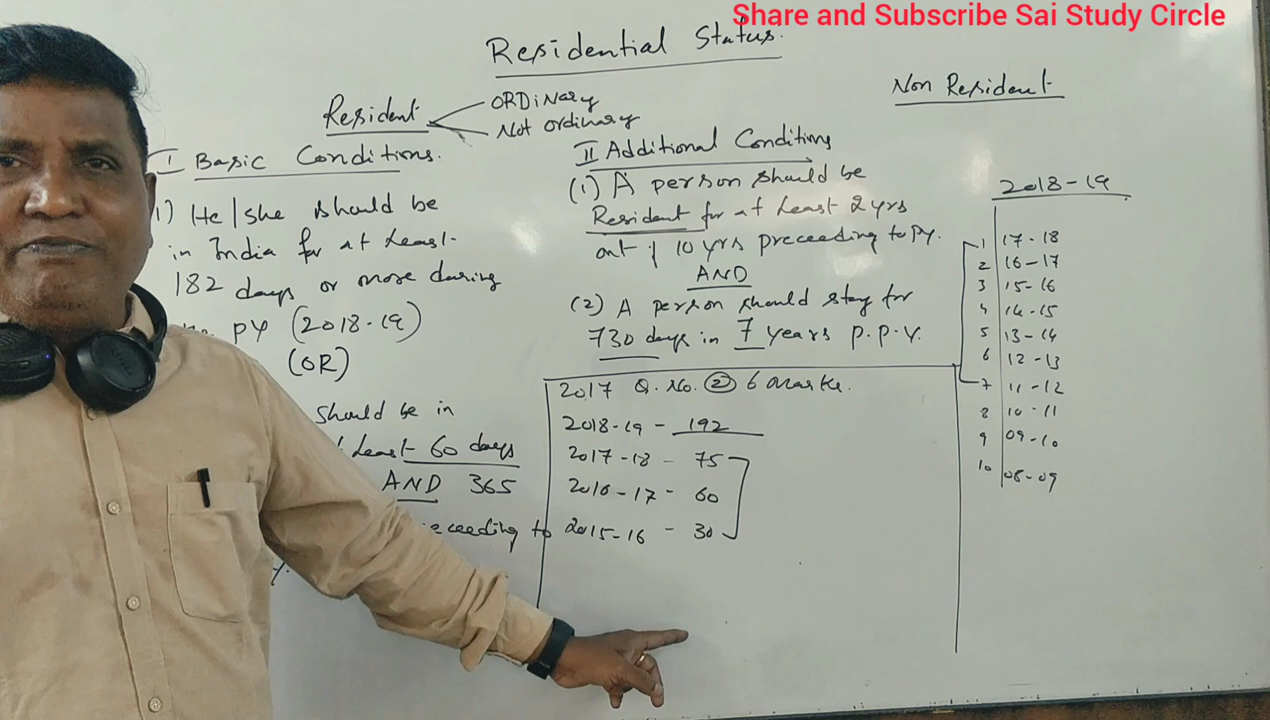 Share and Subscribe Sai Study Circle
Residential Status.
Resident
ORDiNary
Not ordinary
Non Resident
I Basic Conditions.
1) He/she should be
in India for at Least
182 days or more during
PY (2018-19)
(OR)
should be in
Least 60 days
AND 365
eceeding to
II Additional Conditions
(1) A person should be
Resident for at Least 2 yrs
out of 10 yrs preceeding to PY.
AND
(2) A person should stay for
730 days in 7 years P.P.Y.
2017 Q. No. 2 6 Marks.
2018-19 - 192
2017-18 - 75
2016-17 - 60
2015-16 - 30
2018-19
1 17-18
2 16-17
3 15-16
4 14-15
5 13-14
6 12-13
7 11-12
8 10-11
9 09-10
10 08-09